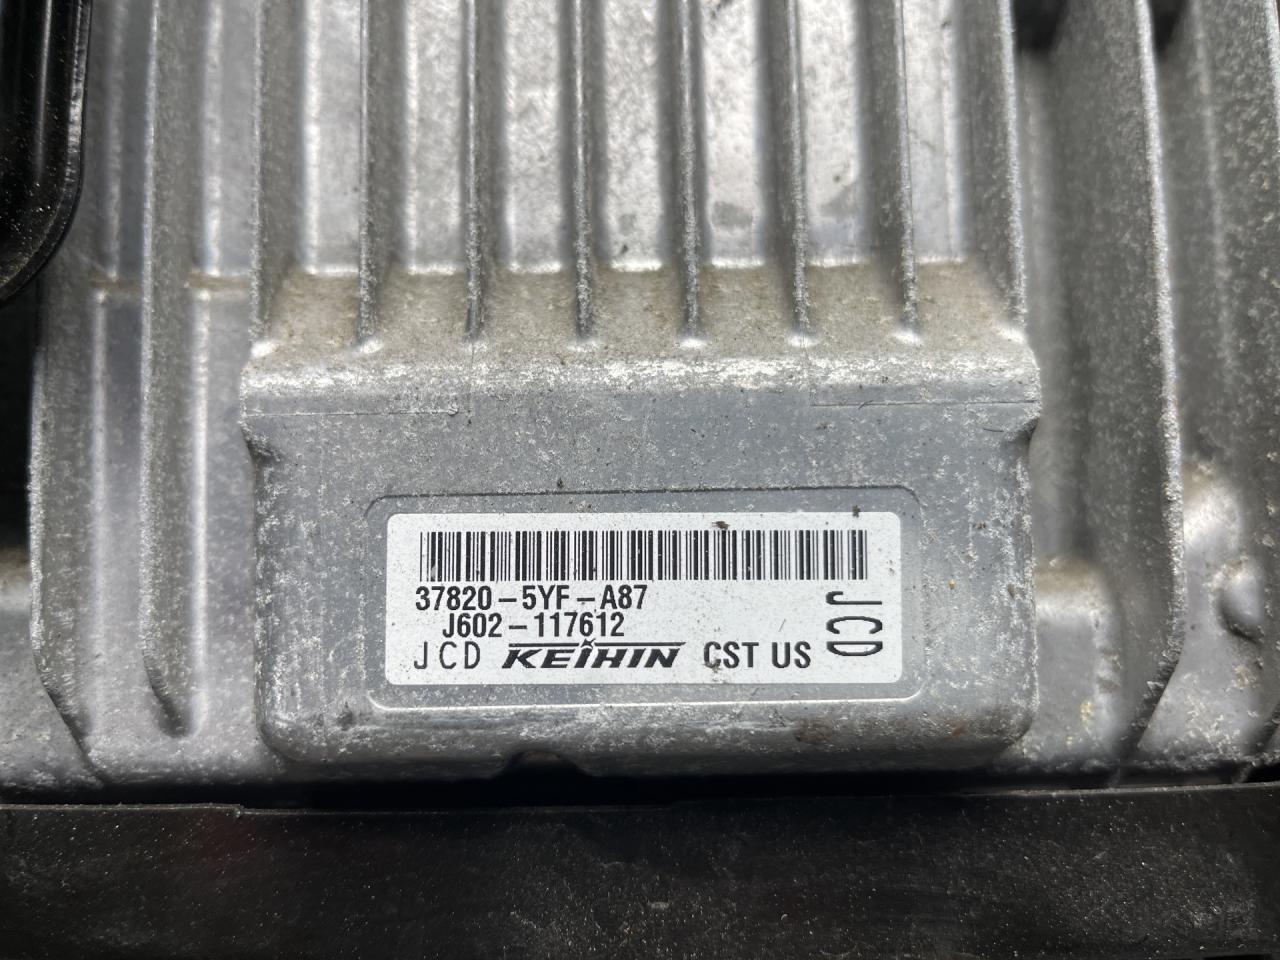 37820-5YF-A87
J602-117612
JCD KEIHIN CST US
JCD